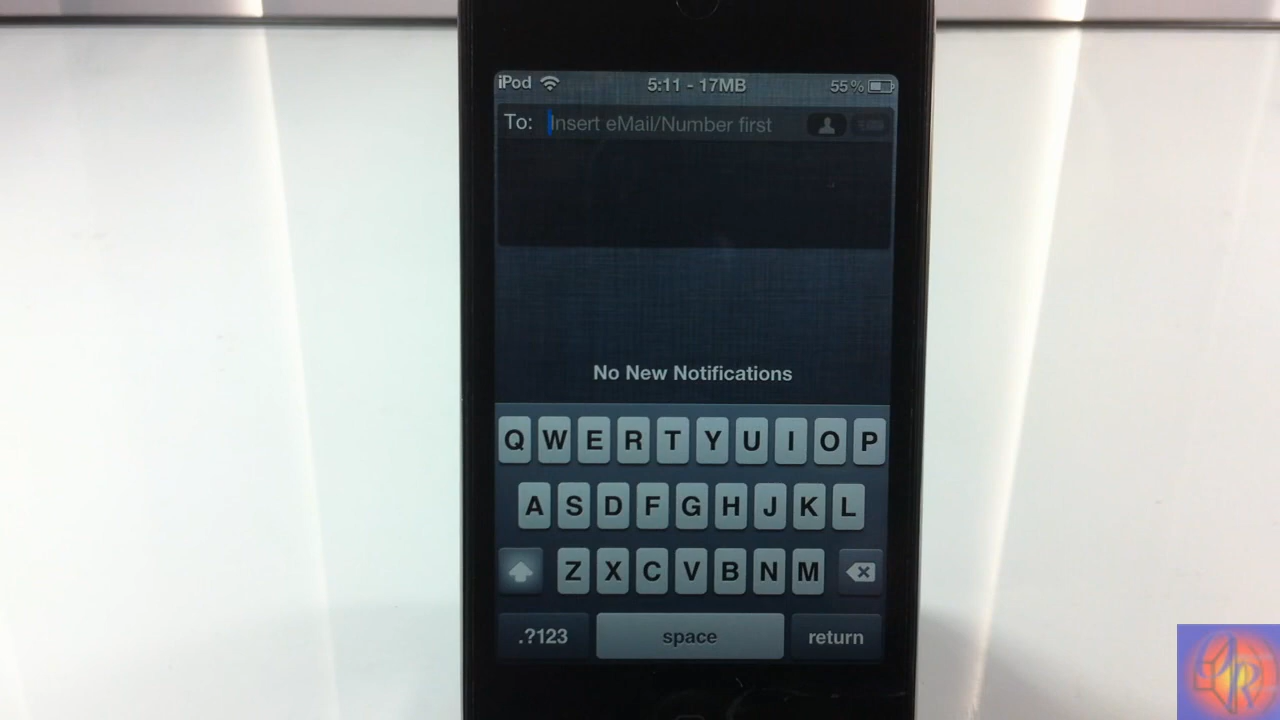 iPod 5:11 - 17MB 55%
To: Insert eMail/Number first
No New Notifications
Q W E R T Y U I O P
A S D F G H J K L
Z X C V B N M
.?123 space return